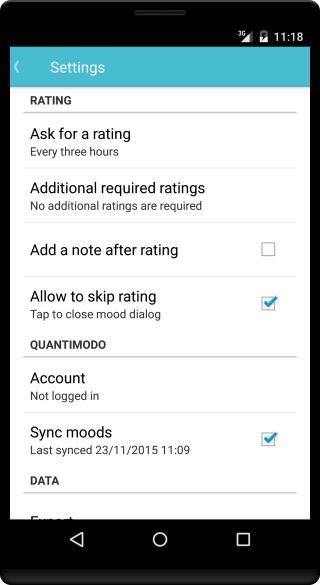 3G 11:18
Settings
RATING
Ask for a rating
Every three hours
Additional required ratings
No additional ratings are required
Add a note after rating
Allow to skip rating
Tap to close mood dialog
QUANTIMODO
Account
Not logged in
Sync moods
Last synced 23/11/2015 11:09
DATA